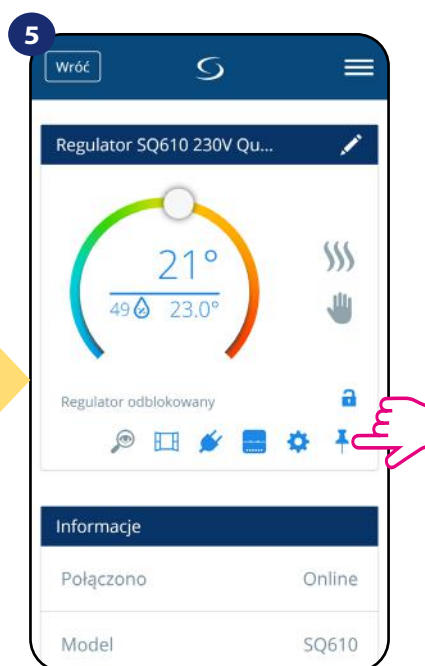 5
Wróć
Regulator SQ610 230V Qu...
21°
49 23.0°
Regulator odblokowany
Informacje
Połączono Online
Model SQ610